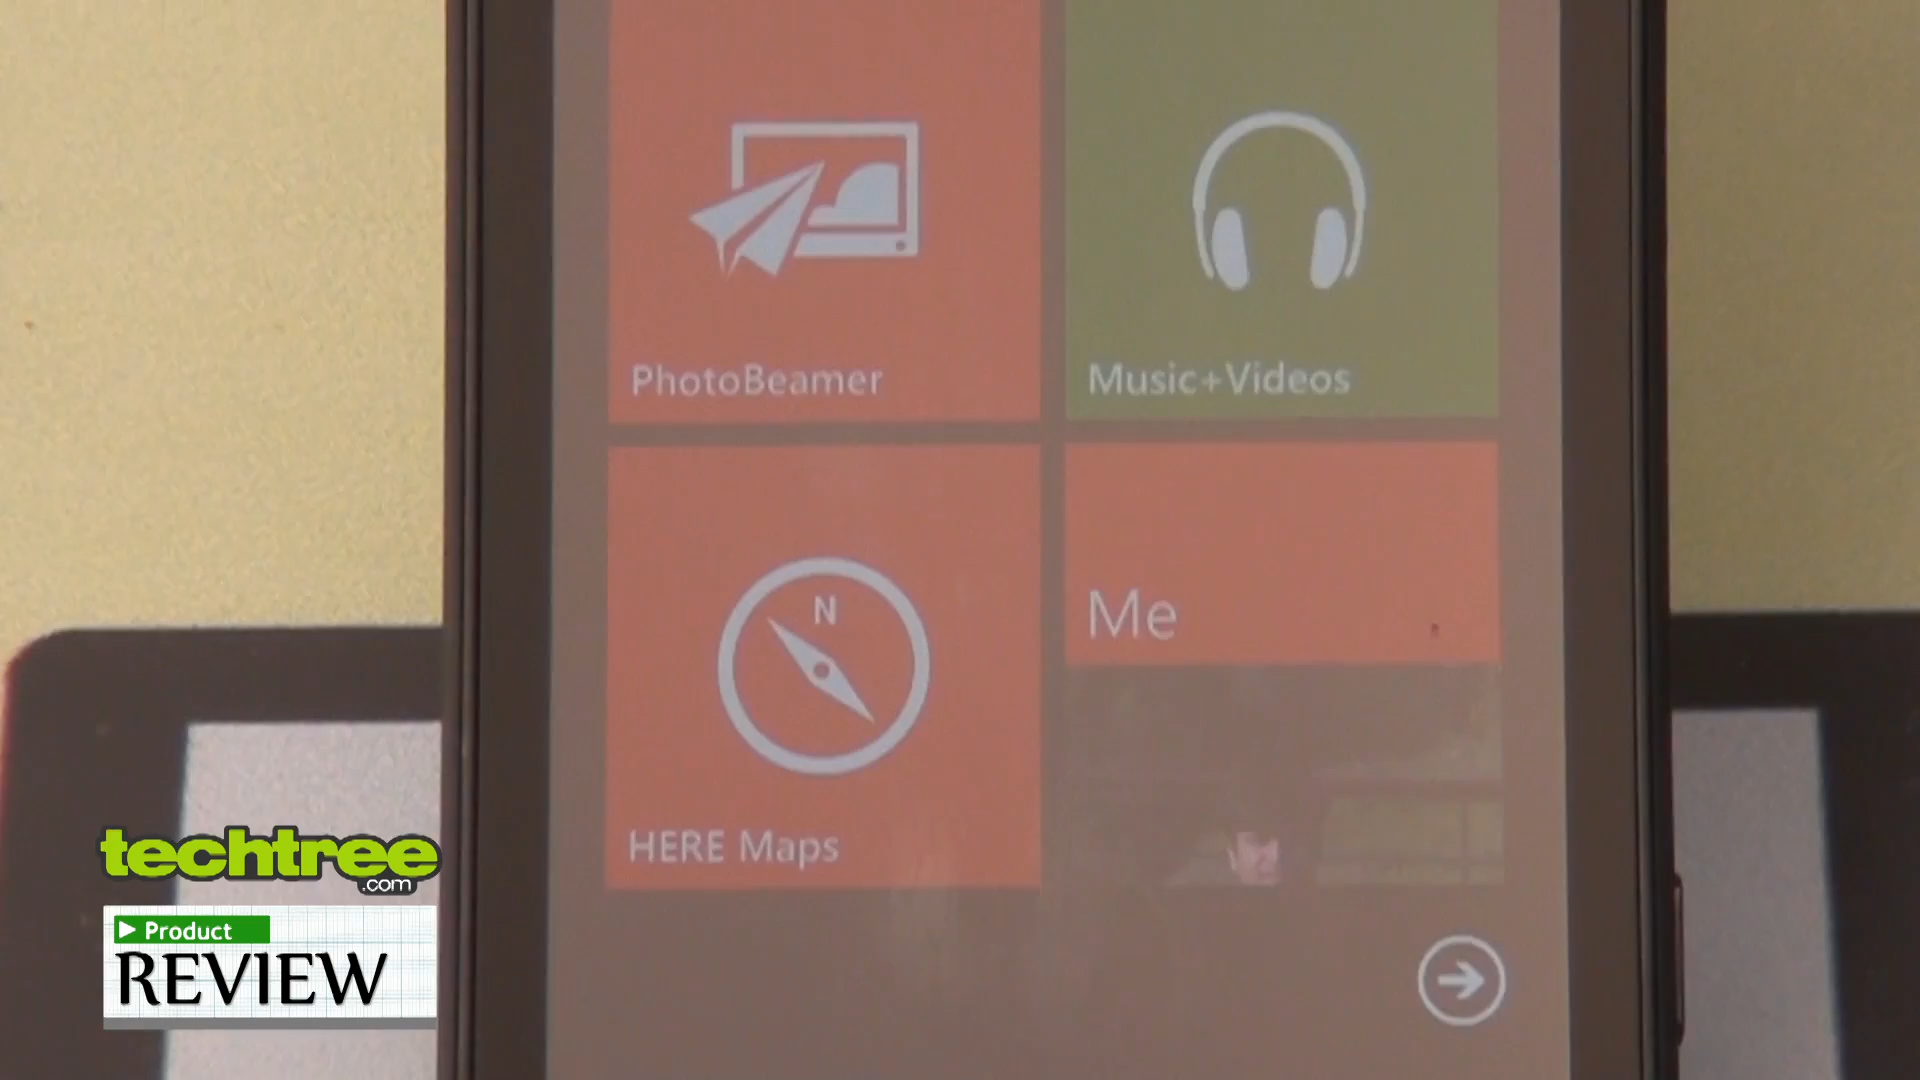 PhotoBeamer
Music+Videos
N
Me
HERE Maps
techtree
.com
Product
REVIEW